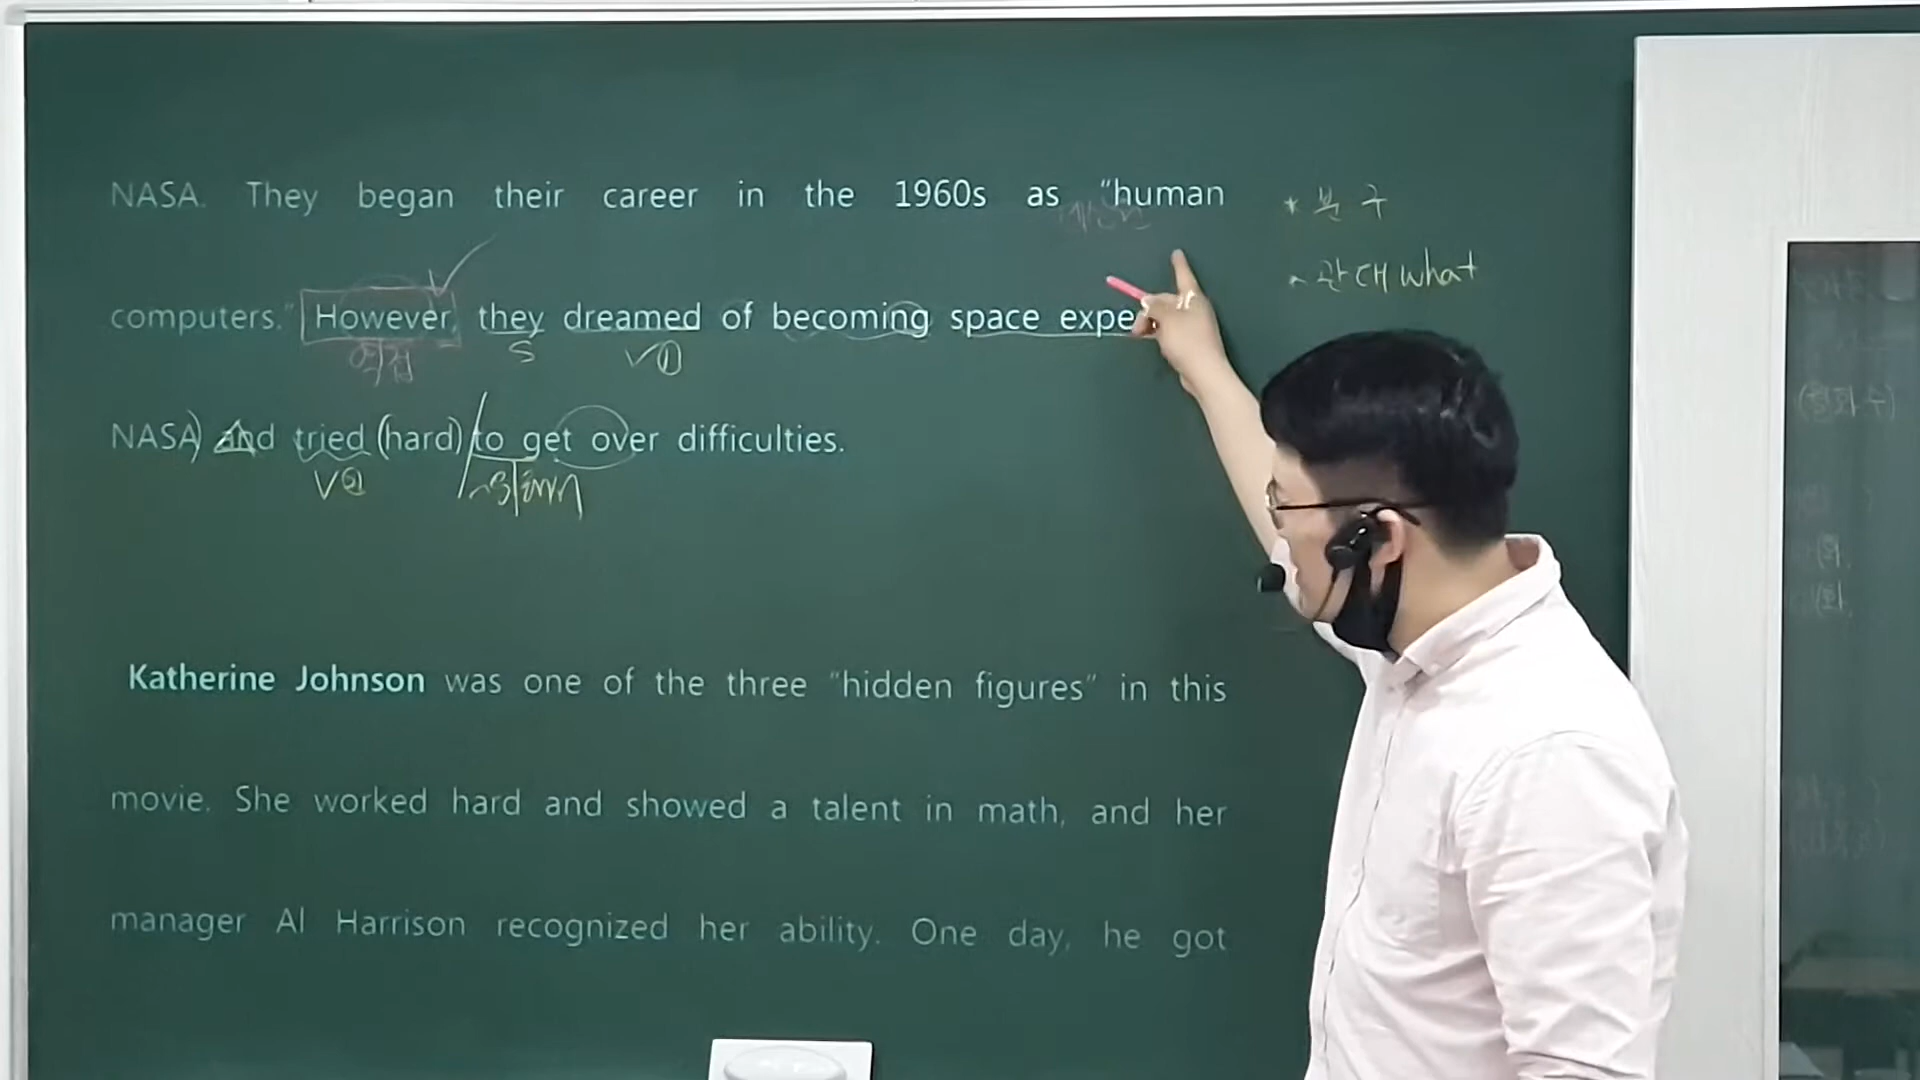 NASA. They began their career in the 1960s as "human
computers." However, they dreamed of becoming space expe
S V①
NASA) and tried (hard) to get over difficulties.
V②
* 분 구
* 관대 what
Katherine Johnson was one of the three "hidden figures" in this
movie. She worked hard and showed a talent in math, and her
manager Al Harrison recognized her ability. One day, he got